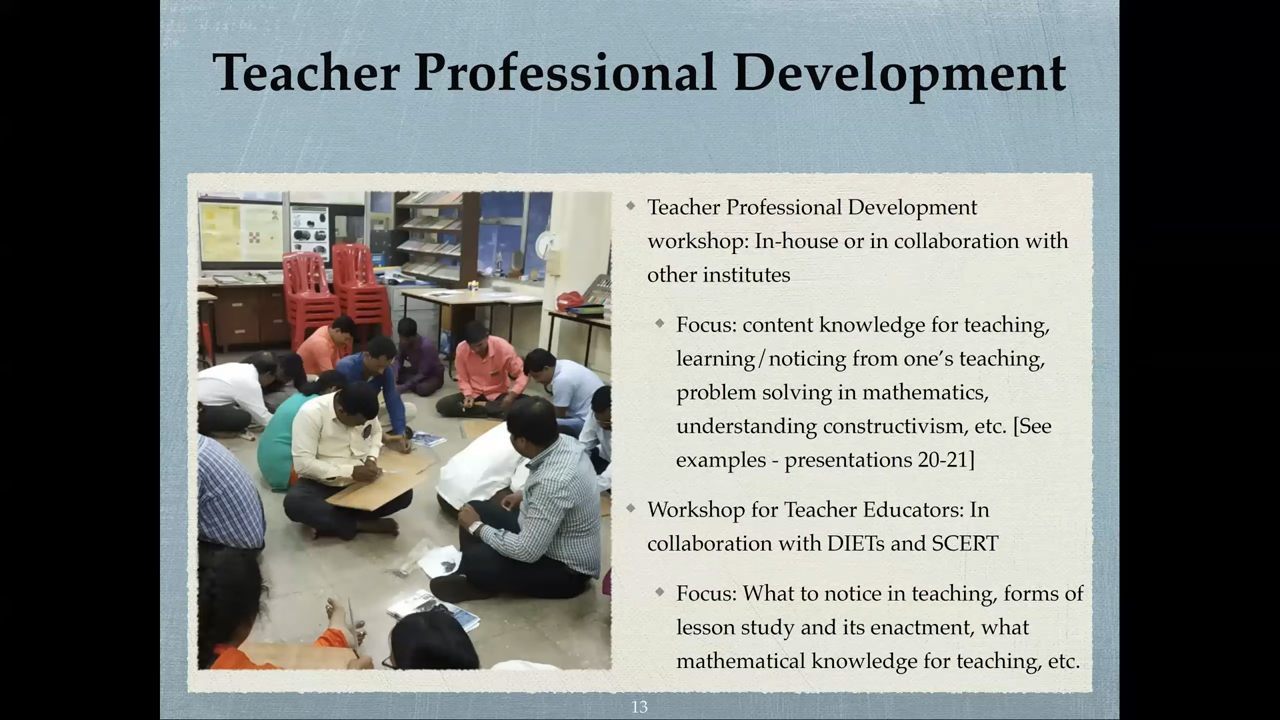 Teacher Professional Development
Teacher Professional Development
workshop: In-house or in collaboration with
other institutes
Focus: content knowledge for teaching,
learning/noticing from one’s teaching,
problem solving in mathematics,
understanding constructivism, etc. [See
examples - presentations 20-21]
Workshop for Teacher Educators: In
collaboration with DIETs and SCERT
Focus: What to notice in teaching, forms of
lesson study and its enactment, what
mathematical knowledge for teaching, etc.
13